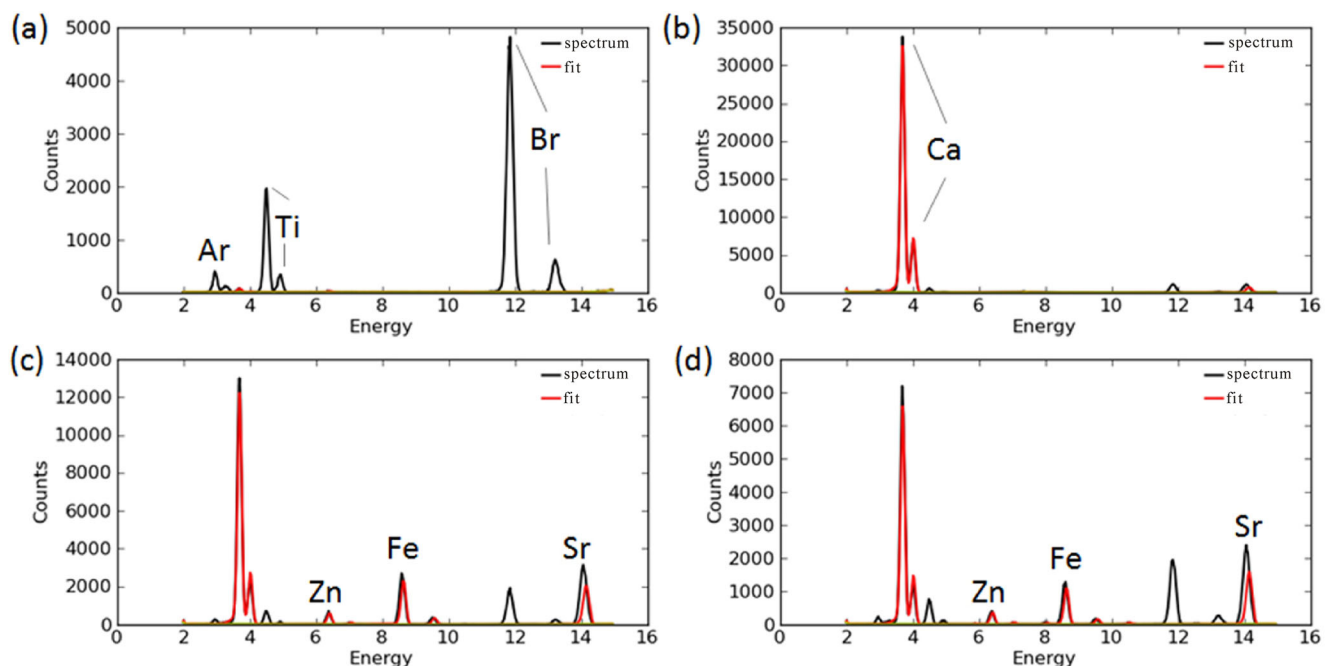 (a)
5000
4000
3000
2000
1000
0
Counts
spectrum
fit
Br
Ti
Ar
0 2 4 6 8 10 12 14 16
Energy
(b)
35000
30000
25000
20000
15000
10000
5000
0
Counts
spectrum
fit
Ca
0 2 4 6 8 10 12 14 16
Energy
(c)
14000
12000
10000
8000
6000
4000
2000
0
Counts
spectrum
fit
Zn Fe Sr
0 2 4 6 8 10 12 14 16
Energy
(d)
8000
7000
6000
5000
4000
3000
2000
1000
0
Counts
spectrum
fit
Zn Fe Sr
0 2 4 6 8 10 12 14 16
Energy